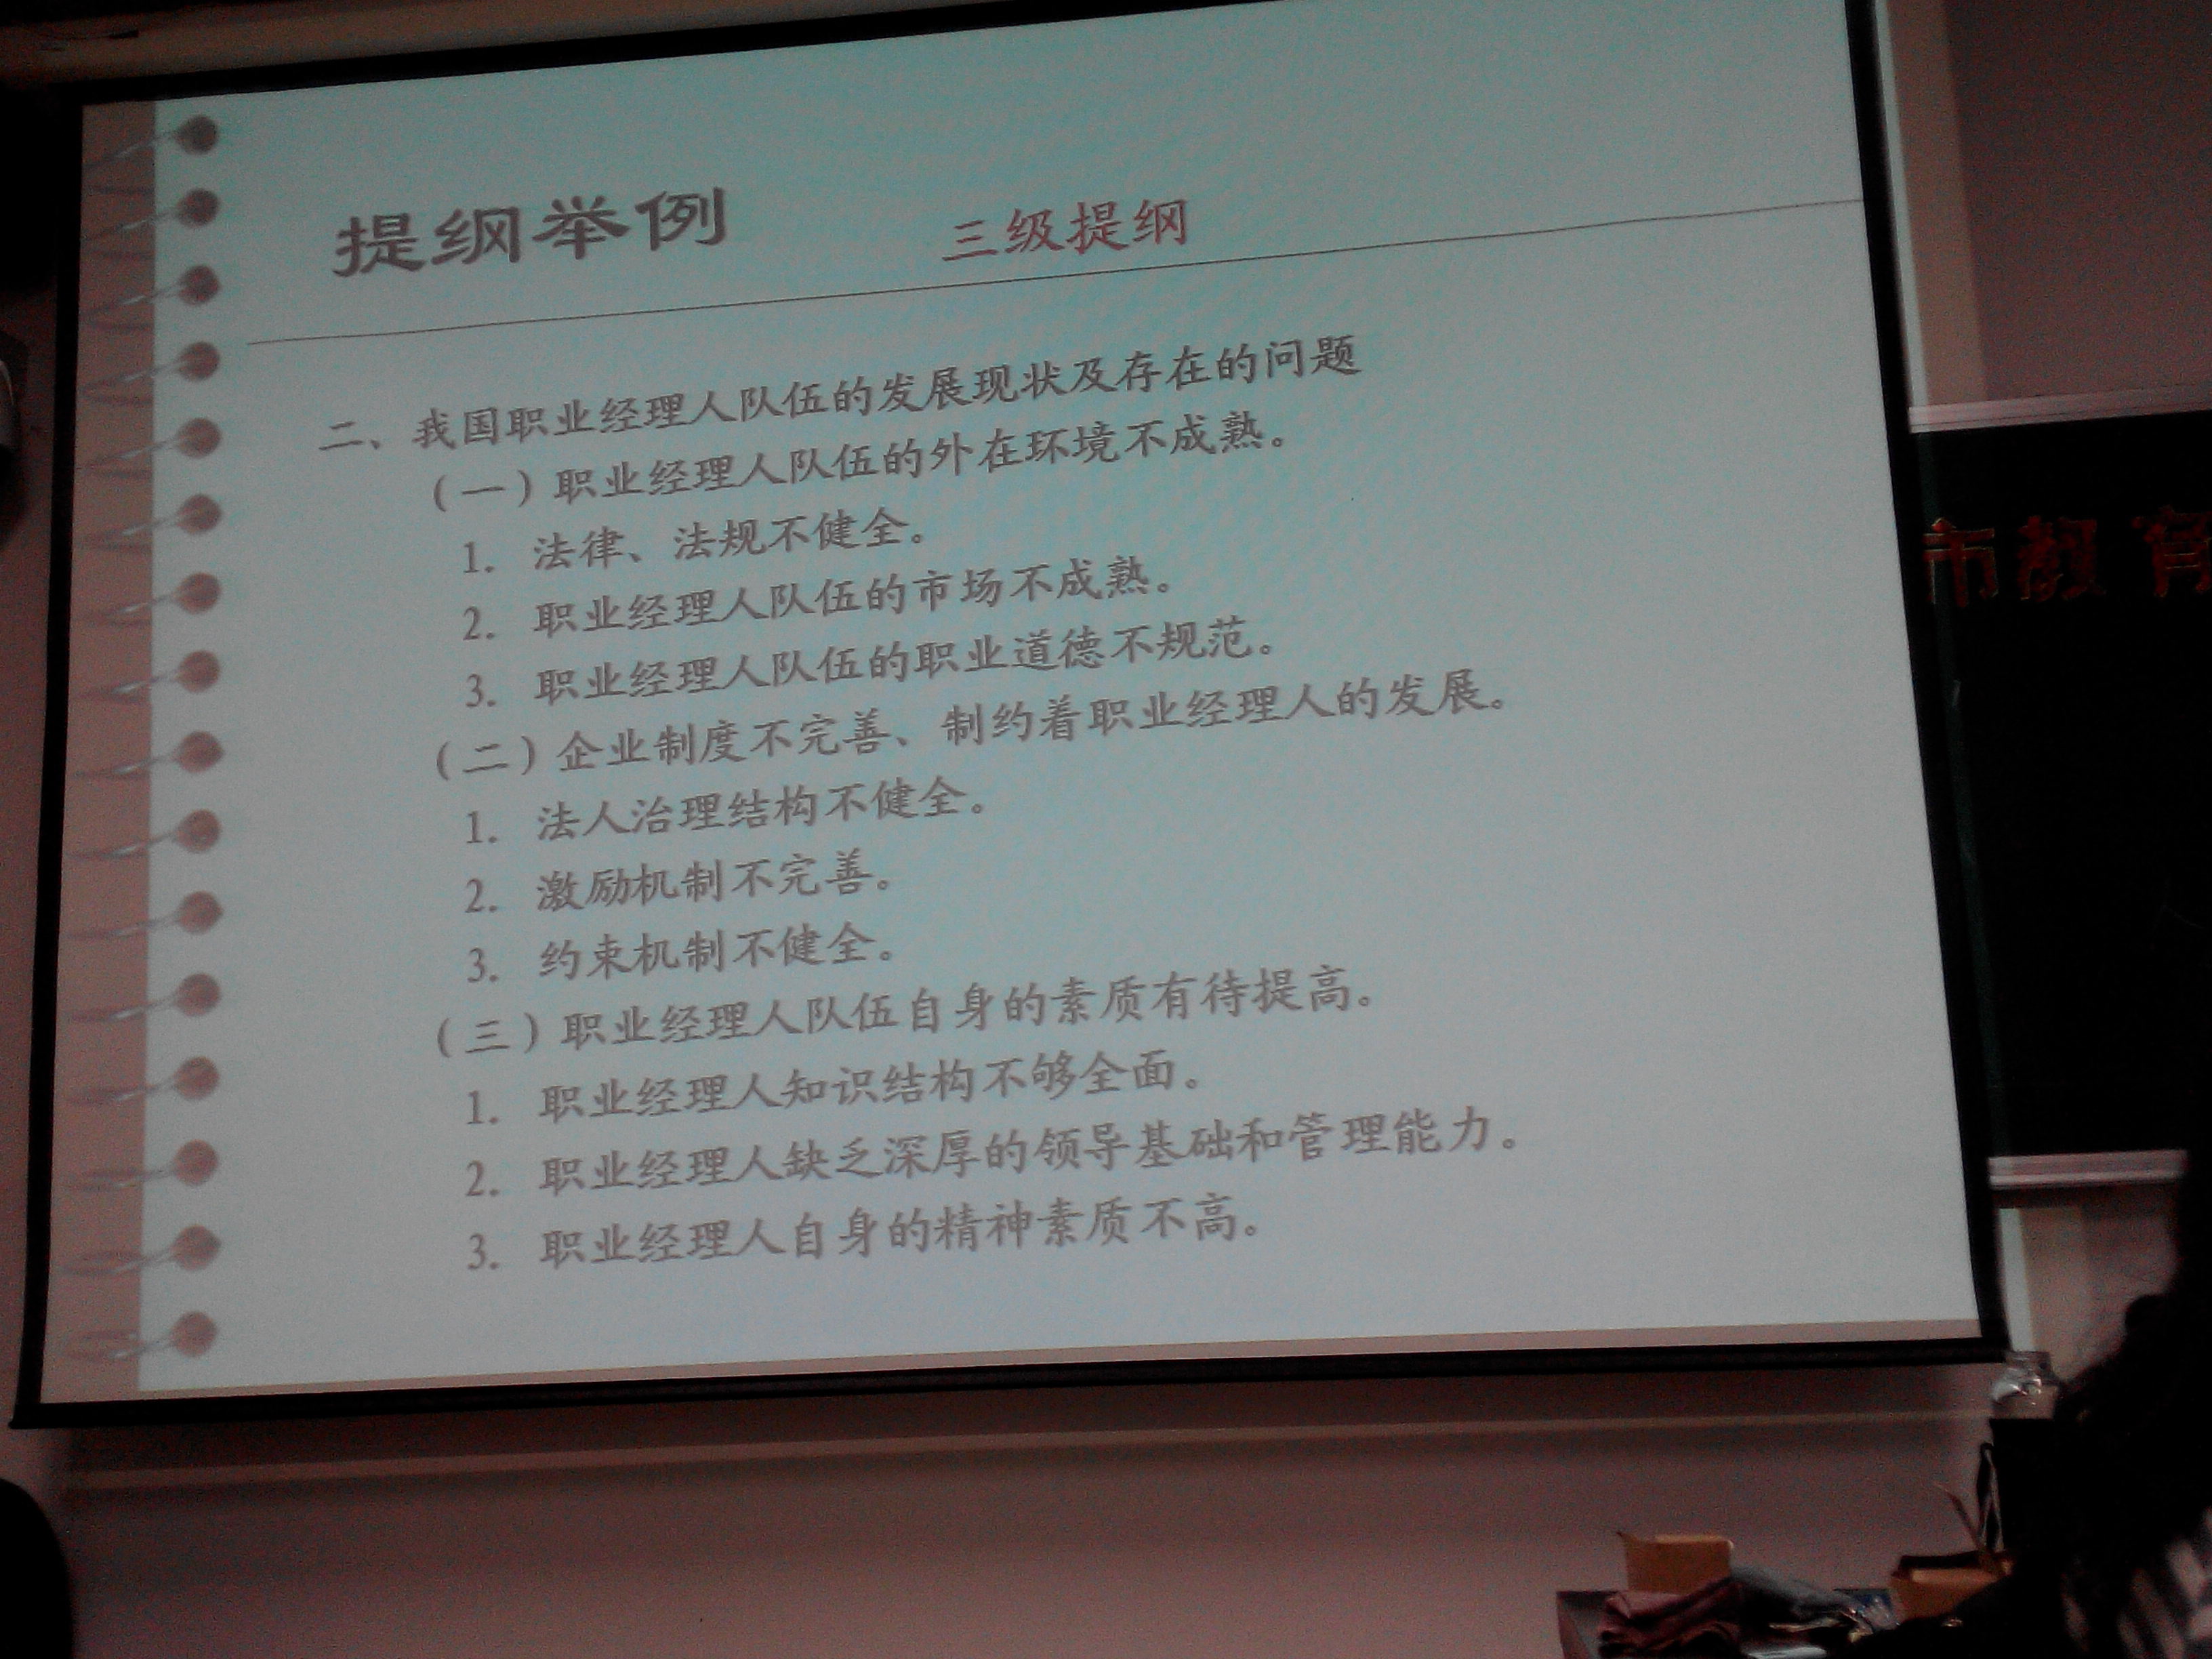 提纲举例 三级提纲
二、我国职业经理人队伍的发展现状及存在的问题
（一）职业经理人队伍的外在环境不成熟。
1. 法律、法规不健全。
2. 职业经理人队伍的市场不成熟。
3. 职业经理人队伍的职业道德不规范。
（二）企业制度不完善、制约着职业经理人的发展。
1. 法人治理结构不健全。
2. 激励机制不完善。
3. 约束机制不健全。
（三）职业经理人队伍自身的素质有待提高。
1. 职业经理人知识结构不够全面。
2. 职业经理人缺乏深厚的领导基础和管理能力。
3. 职业经理人自身的精神素质不高。
市教育